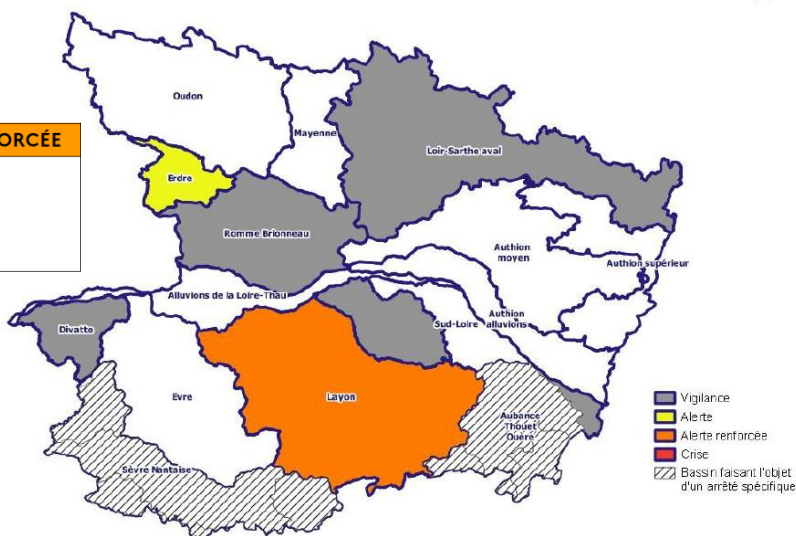 ORCÉE
Oudon
Mayenne
Loir-Sarthe aval
Erdre
Romme Brionneau
Authion
moyen
Authion supérieur
Alluvions de la Loire-Thau
Authion
alluvions
Sud-Loire
Divatte
Evre
Layon
Aubance
Thouet
Ouère
Sèvre Nantaise
Vigilance
Alerte
Alerte renforcée
Crise
Bassin faisant l'objet
d'un arrêté spécifique